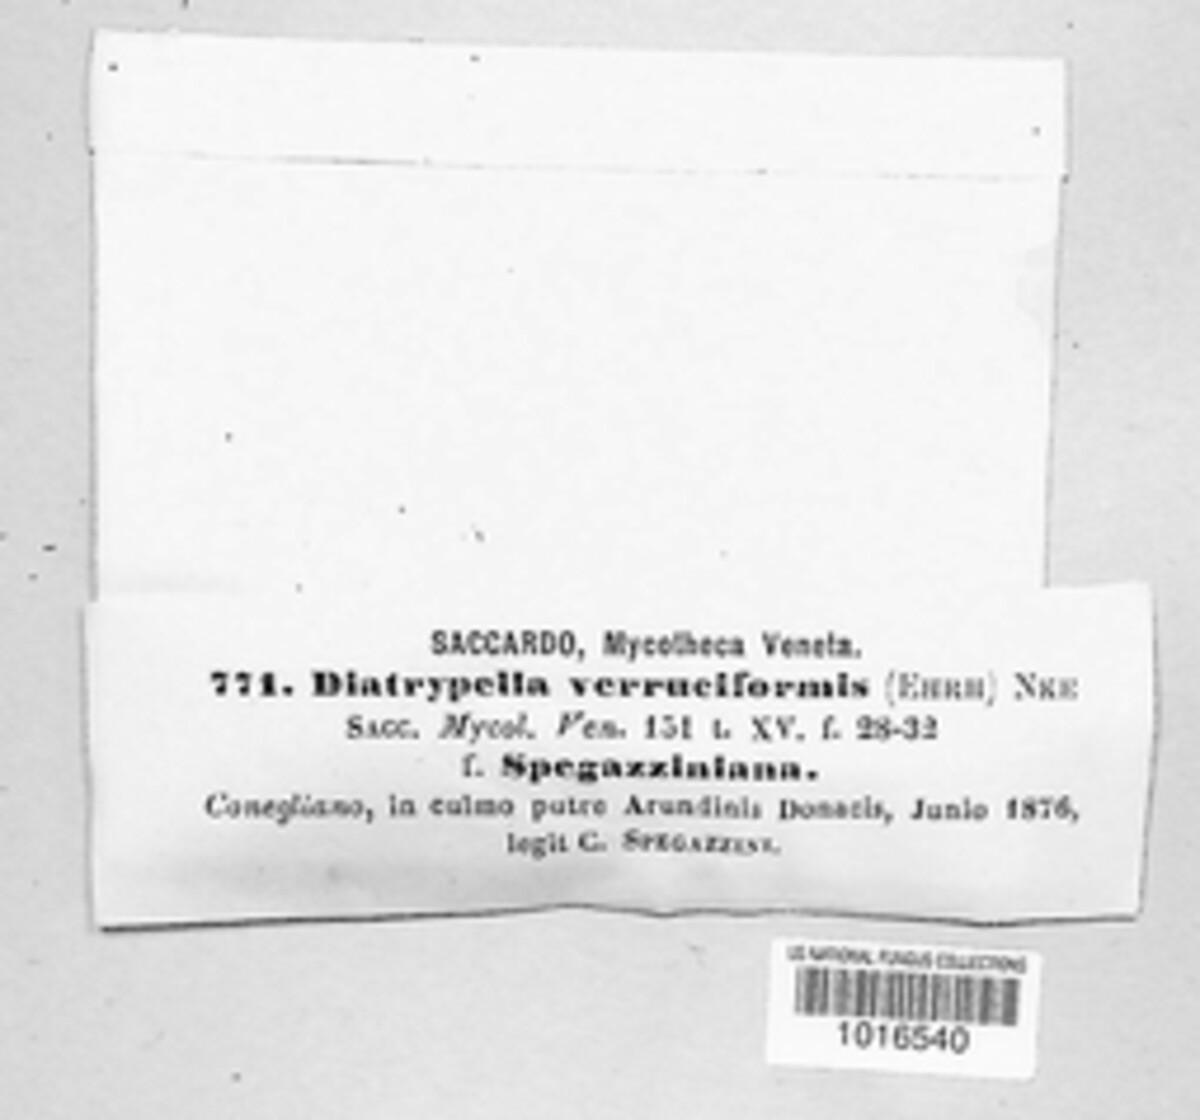 SACCARDO, Mycotheca Veneta.
771. Diatrypella verruciformis (EHRH) NKE
SACC. Mycol. Ven. 151 t. XV. f. 28-32
f. Spegazziniana.
Conegliano, in culmo putre Arundinis Donacis, Junio 1876,
legit C. SPEGAZZINI.
US NATIONAL FUNGUS COLLECTIONS
1016540